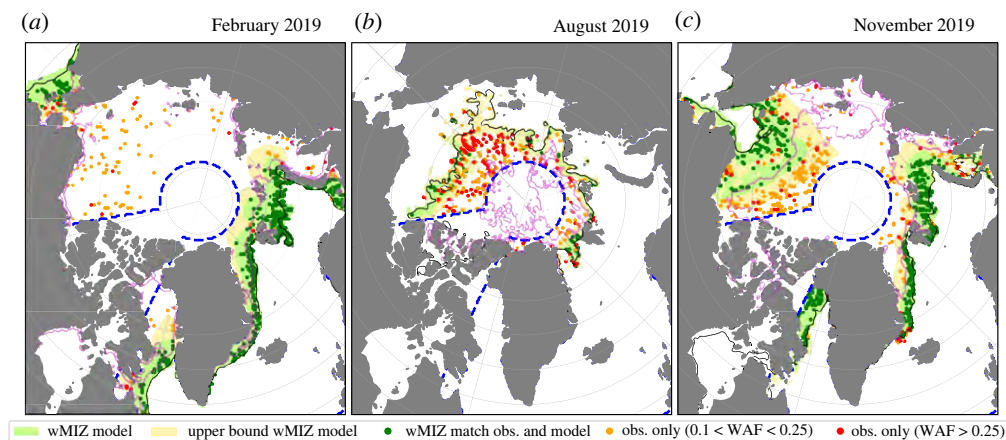 (a)
February 2019
(b)
August 2019
(c)
November 2019
wMIZ model
upper bound wMIZ model
wMIZ match obs. and model
obs. only (0.1 < WAF < 0.25)
obs. only (WAF > 0.25)